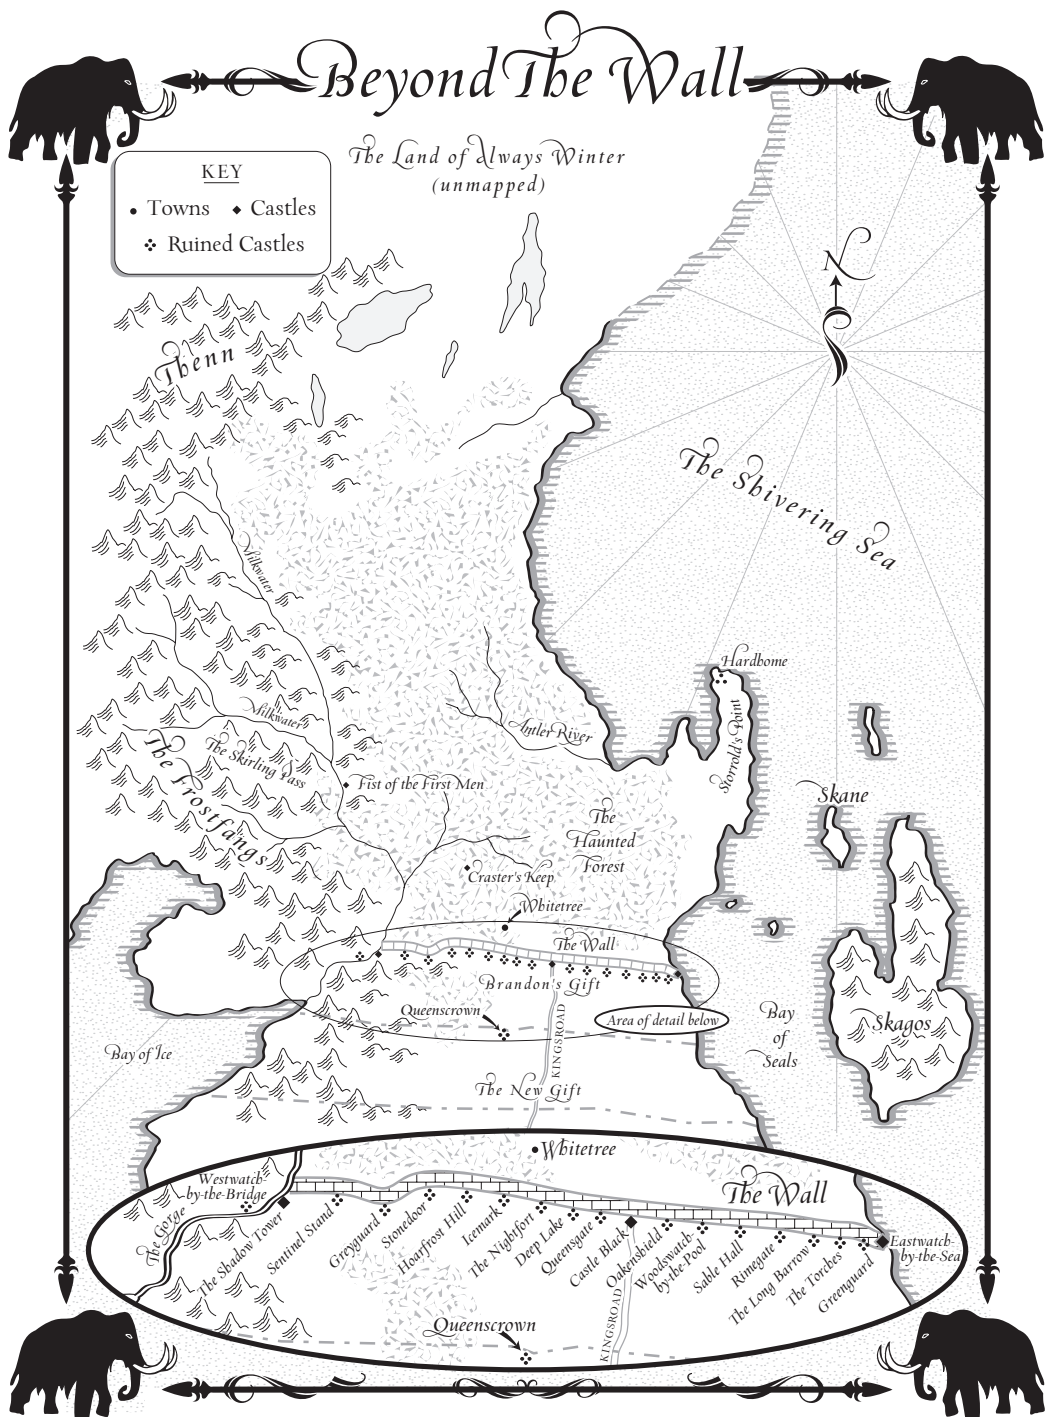 Beyond The Wall
The Land of Always Winter
(unmapped)
KEY
Towns
Castles
Ruined Castles
N
Thenn
The Shivering Sea
Milkwater
Hardhome
Storrold's Point
Milkwater
Antler River
The Skirling Pass
The Frostfangs
Fist of the First Men
Skane
The
Haunted
Forest
Craster's Keep
Whitetree
The Wall
Brandon's Gift
Queenscrown
Area of detail below
KINGSROAD
Bay
of
Seals
Skagos
Bay of Ice
The New Gift
Whitetree
Westwatch-
by-the-Bridge
The Wall
The Gorge
The Shadow Tower
Sentinel Stand
Greyguard
Stonedoor
Hoarfrost Hill
Icemark
The Nightfort
Deep Lake
Queensgate
Castle Black
Oakenshield
Woodswatch-
by-the-Pool
Sable Hall
Rimegate
The Long Barrow
The Torches
Greenguard
Eastwatch-
by-the-Sea
Queenscrown
KINGSROAD